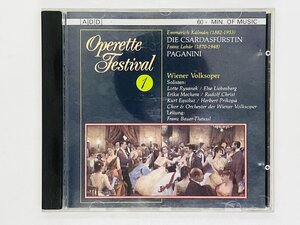 ADD
60 - MIN. OF MUSIC
Operette
Festival
1
Emmerich Kálmán (1882-1953)
DIE CSARDASFÜRSTIN
Franz Lehár (1870-1948)
PAGANINI
Wiener Volksoper
Solisten:
Lotte Rysanek / Else Liebesberg
Erika Mechera / Rudolf Christ
Kurt Equiluz / Herbert Prikopa
Chor & Orchester der Wiener Volksoper
Leitung:
Franz Bauer-Theussl